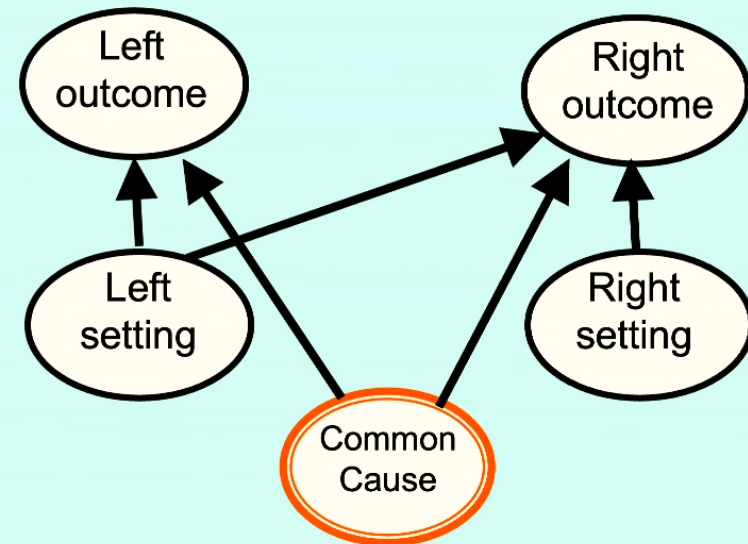 Left
outcome
Right
outcome
Left
setting
Right
setting
Common
Cause